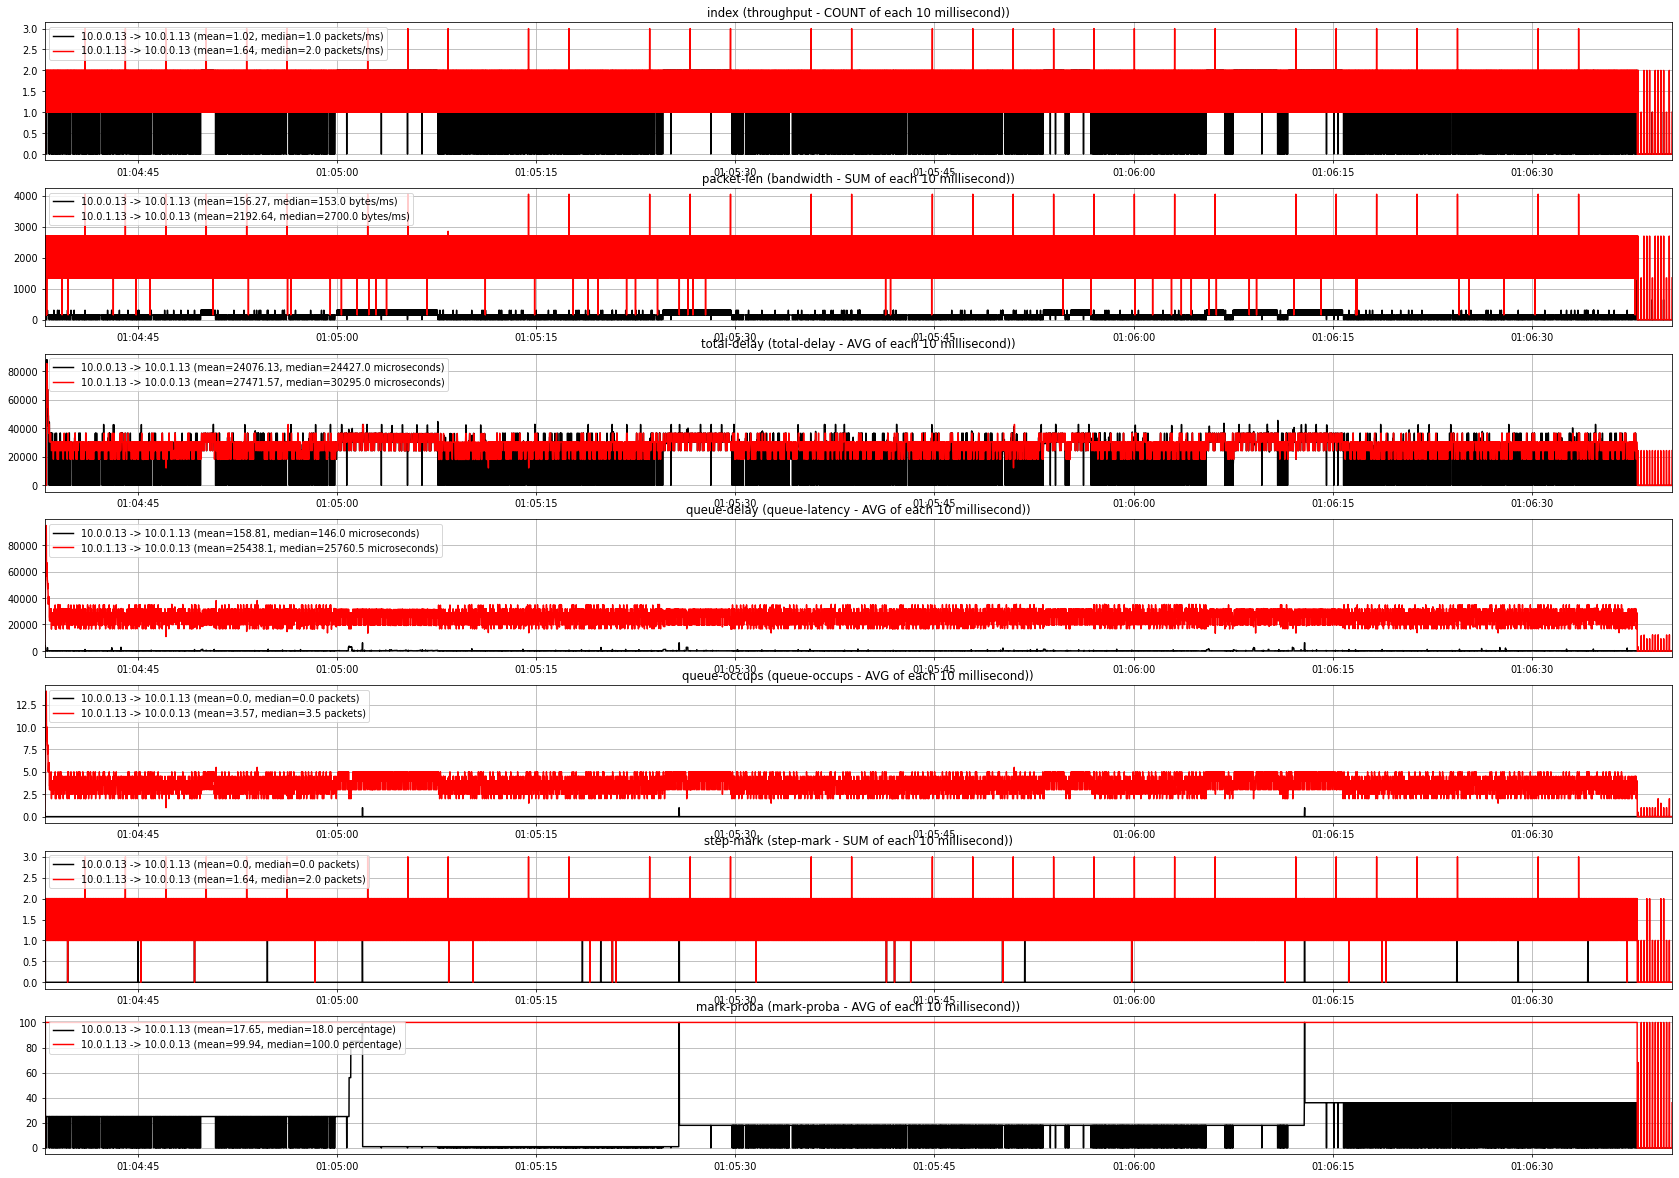 index (throughput - COUNT of each 10 millisecond))
3.0
2.5
2.0
1.5
1.0
0.5
0.0
10.0.0.13 -> 10.0.1.13 (mean=1.02, median=1.0 packets/ms)
10.0.1.13 -> 10.0.0.13 (mean=1.64, median=2.0 packets/ms)
01:04:45 01:05:00 01:05:15 01:05:30 01:05:45 01:06:00 01:06:15 01:06:30
packet-len (bandwidth - SUM of each 10 millisecond))
4000
3000
2000
1000
0
10.0.0.13 -> 10.0.1.13 (mean=156.27, median=153.0 bytes/ms)
10.0.1.13 -> 10.0.0.13 (mean=2192.64, median=2700.0 bytes/ms)
01:04:45 01:05:00 01:05:15 01:05:30 01:05:45 01:06:00 01:06:15 01:06:30
total-delay (total-delay - AVG of each 10 millisecond))
80000
60000
40000
20000
0
10.0.0.13 -> 10.0.1.13 (mean=24076.13, median=24427.0 microseconds)
10.0.1.13 -> 10.0.0.13 (mean=27471.57, median=30295.0 microseconds)
01:04:45 01:05:00 01:05:15 01:05:30 01:05:45 01:06:00 01:06:15 01:06:30
queue-delay (queue-latency - AVG of each 10 millisecond))
80000
60000
40000
20000
0
10.0.0.13 -> 10.0.1.13 (mean=158.81, median=146.0 microseconds)
10.0.1.13 -> 10.0.0.13 (mean=25438.1, median=25760.5 microseconds)
01:04:45 01:05:00 01:05:15 01:05:30 01:05:45 01:06:00 01:06:15 01:06:30
queue-occups (queue-occups - AVG of each 10 millisecond))
12.5
10.0
7.5
5.0
2.5
0.0
10.0.0.13 -> 10.0.1.13 (mean=0.0, median=0.0 packets)
10.0.1.13 -> 10.0.0.13 (mean=3.57, median=3.5 packets)
01:04:45 01:05:00 01:05:15 01:05:30 01:05:45 01:06:00 01:06:15 01:06:30
step-mark (step-mark - SUM of each 10 millisecond))
3.0
2.5
2.0
1.5
1.0
0.5
0.0
10.0.0.13 -> 10.0.1.13 (mean=0.0, median=0.0 packets)
10.0.1.13 -> 10.0.0.13 (mean=1.64, median=2.0 packets)
01:04:45 01:05:00 01:05:15 01:05:30 01:05:45 01:06:00 01:06:15 01:06:30
mark-proba (mark-proba - AVG of each 10 millisecond))
100
80
60
40
20
0
10.0.0.13 -> 10.0.1.13 (mean=17.65, median=18.0 percentage)
10.0.1.13 -> 10.0.0.13 (mean=99.94, median=100.0 percentage)
01:04:45 01:05:00 01:05:15 01:05:30 01:05:45 01:06:00 01:06:15 01:06:30